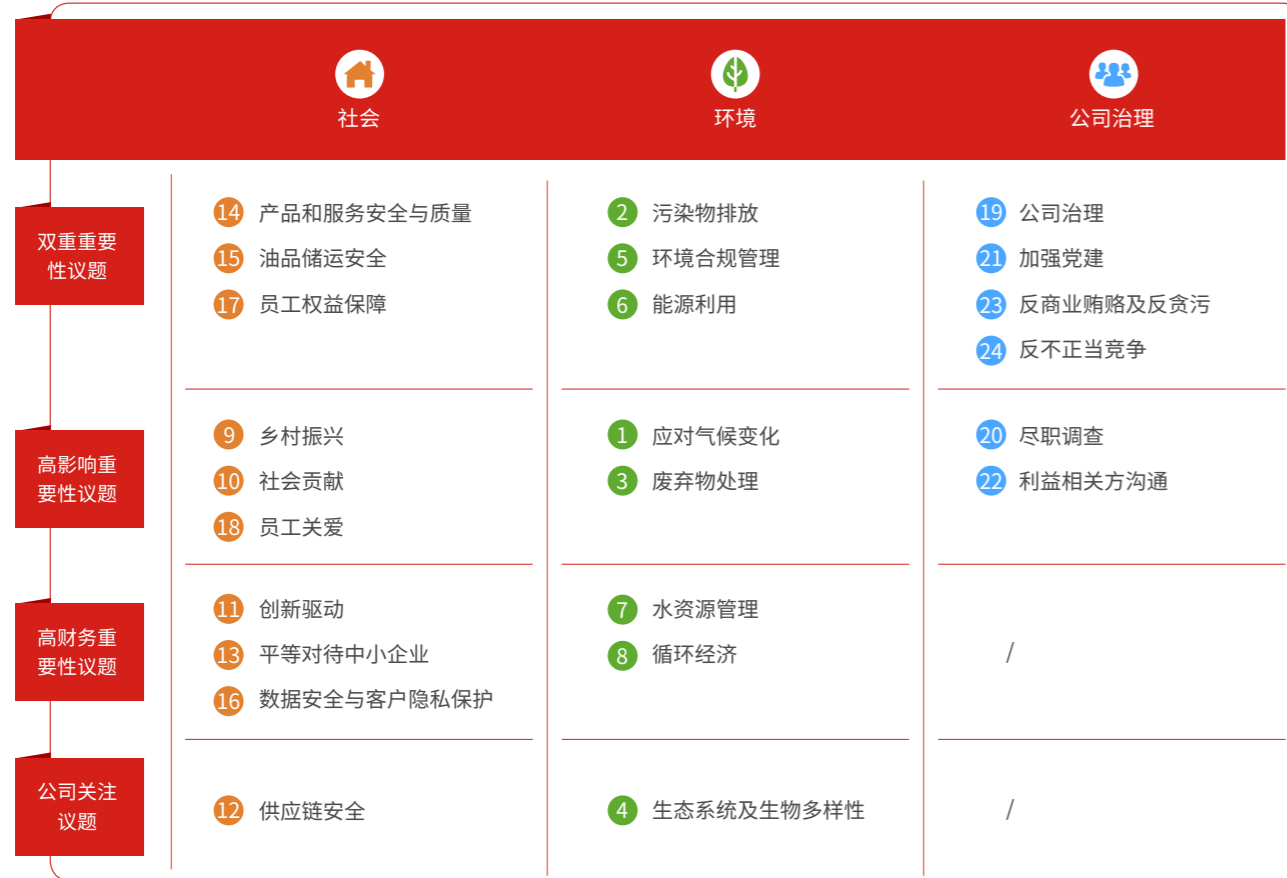 社会
环境
公司治理
双重重要
性议题
14 产品和服务安全与质量
15 油品储运安全
17 员工权益保障
2 污染物排放
5 环境合规管理
6 能源利用
19 公司治理
21 加强党建
23 反商业贿赂及反贪污
24 反不正当竞争
高影响重
要性议题
9 乡村振兴
10 社会贡献
18 员工关爱
1 应对气候变化
3 废弃物处理
20 尽职调查
22 利益相关方沟通
高财务重
要性议题
11 创新驱动
13 平等对待中小企业
16 数据安全与客户隐私保护
7 水资源管理
8 循环经济
/
公司关注
议题
12 供应链安全
4 生态系统及生物多样性
/